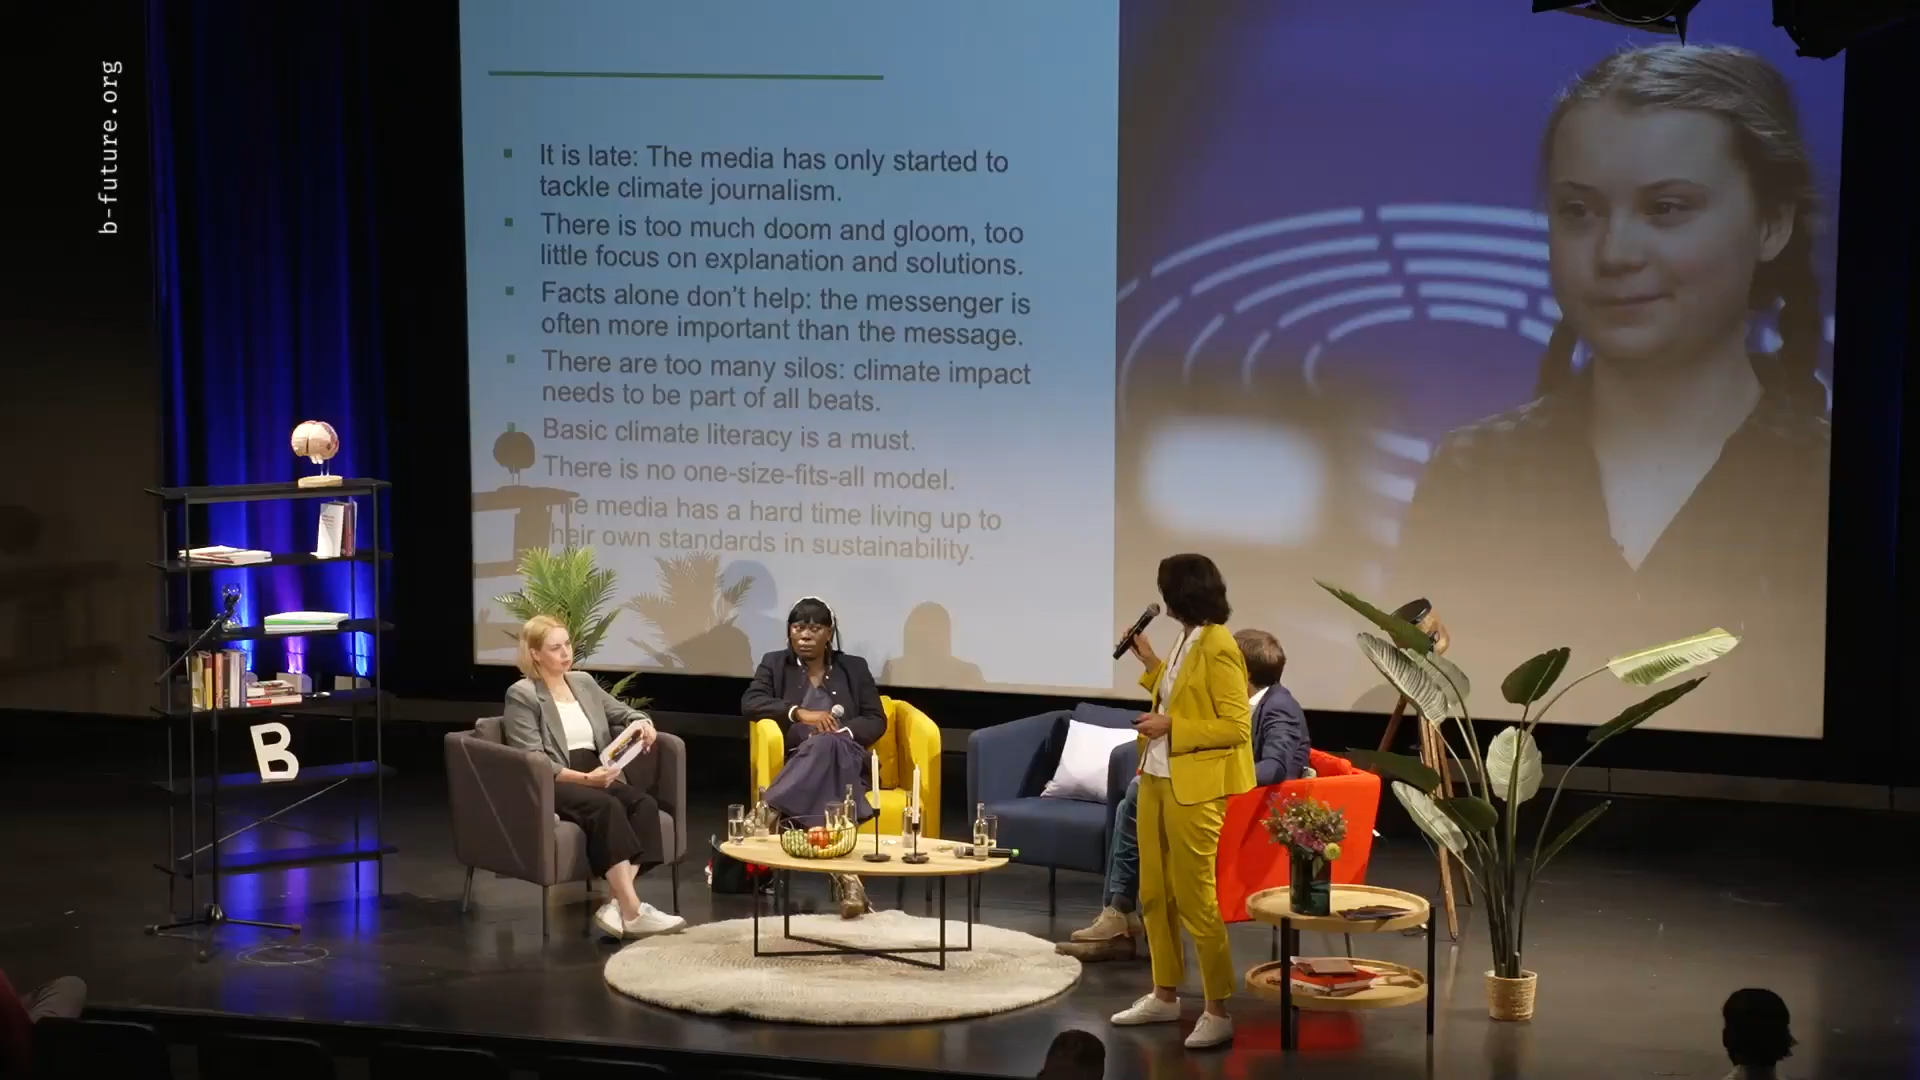 b-future.org
It is late: The media has only started to
tackle climate journalism.
There is too much doom and gloom, too
little focus on explanation and solutions.
Facts alone don't help: the messenger is
often more important than the message.
There are too many silos: climate impact
needs to be part of all beats.
Basic climate literacy is a must.
There is no one-size-fits-all model.
he media has a hard time living up to
heir own standards in sustainability.
B